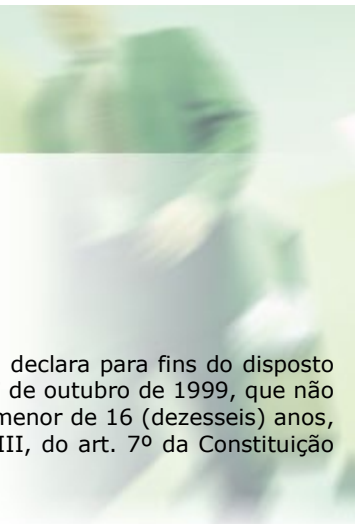 declara para fins do disposto
de outubro de 1999, que não
menor de 16 (dezesseis) anos,
III, do art. 7º da Constituição